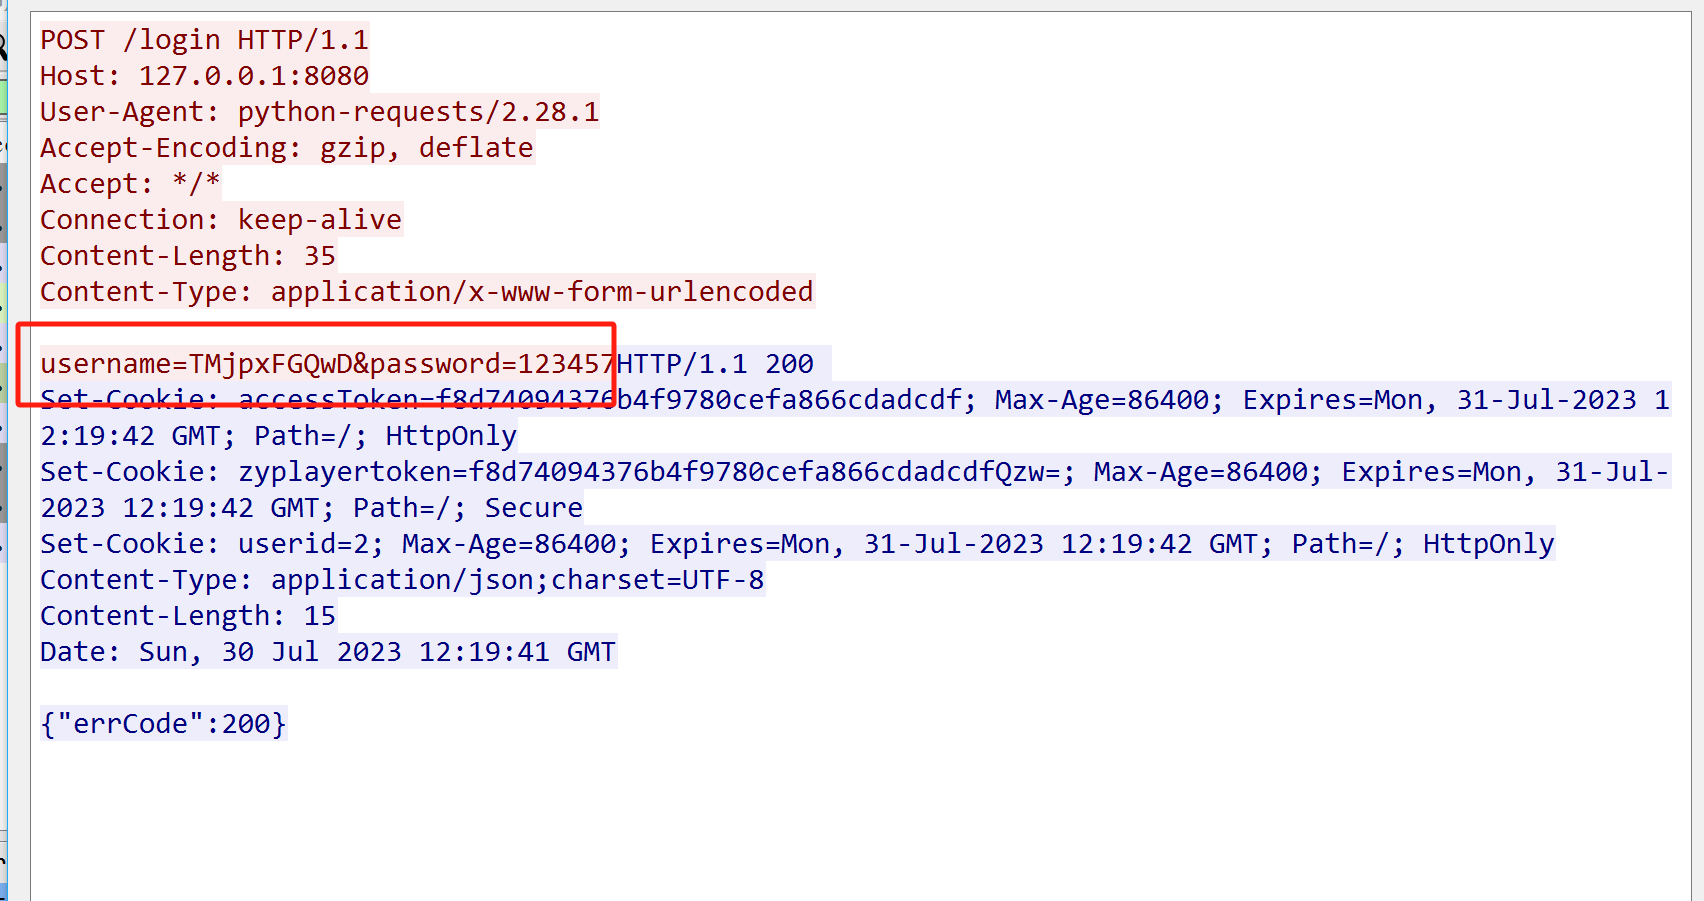 POST /login HTTP/1.1
Host: 127.0.0.1:8080
User-Agent: python-requests/2.28.1
Accept-Encoding: gzip, deflate
Accept: */*
Connection: keep-alive
Content-Length: 35
Content-Type: application/x-www-form-urlencoded
username=TMjpxFGQwD&password=123457HTTP/1.1 200
Set-Cookie: accessToken=f8d74094376b4f9780cefa866cdadcdf; Max-Age=86400; Expires=Mon, 31-Jul-2023 1
2:19:42 GMT; Path=/; HttpOnly
Set-Cookie: zyplayertoken=f8d74094376b4f9780cefa866cdadcdfQzw=; Max-Age=86400; Expires=Mon, 31-Jul-
2023 12:19:42 GMT; Path=/; Secure
Set-Cookie: userid=2; Max-Age=86400; Expires=Mon, 31-Jul-2023 12:19:42 GMT; Path=/; HttpOnly
Content-Type: application/json;charset=UTF-8
Content-Length: 15
Date: Sun, 30 Jul 2023 12:19:41 GMT
{"errCode":200}